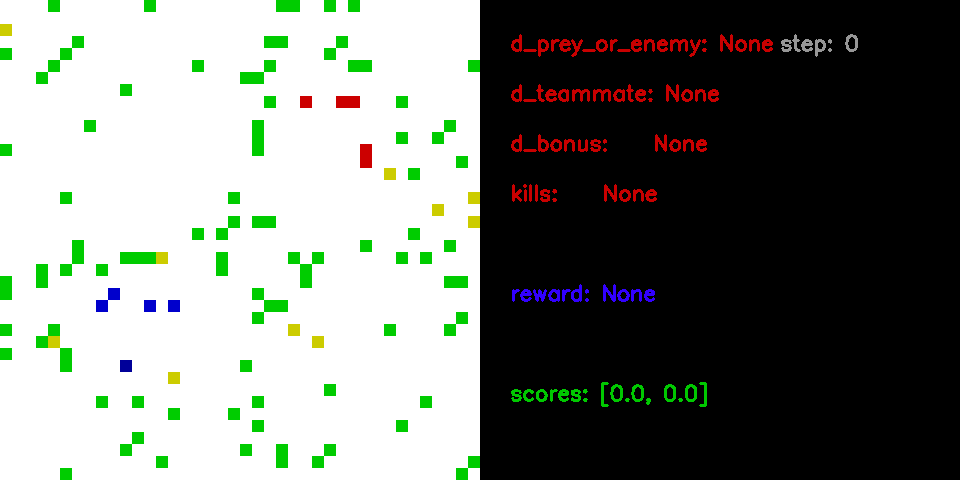 d_prey_or_enemy: None step: 0
d_teammate: None
d_bonus: None
kills: None
reward: None
scores: [0.0, 0.0]